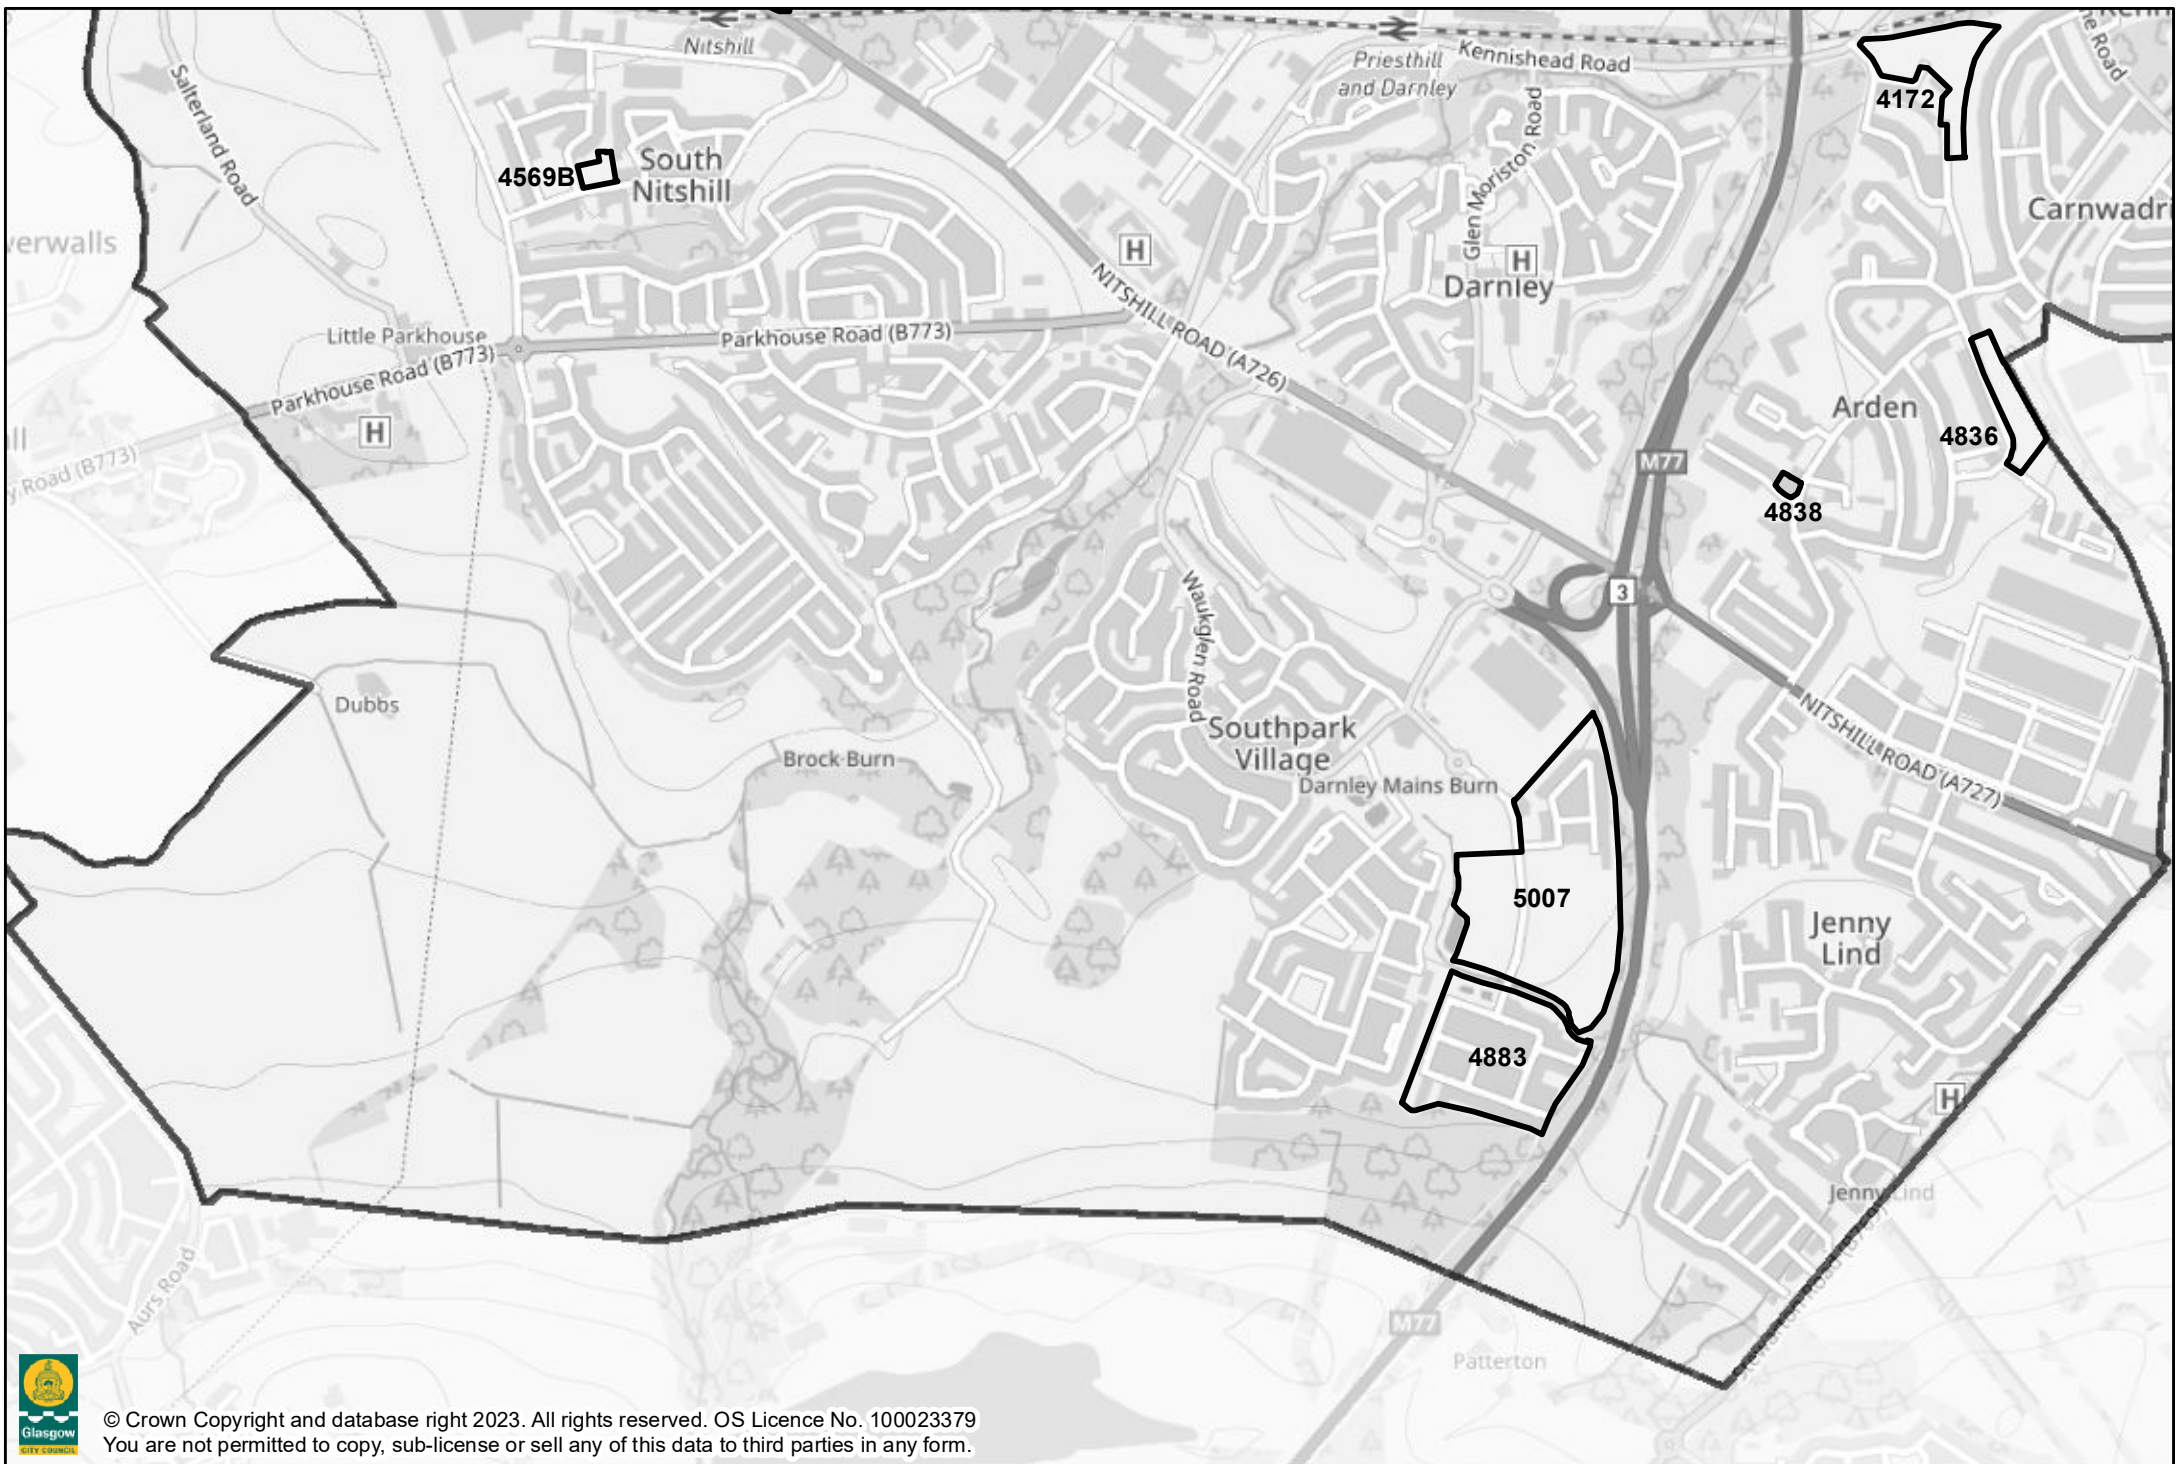 Nitshill
Priesthill
and Darnley
Kennishead Road
Salterland Road
4172
4569B
South
Nitshill
Glen Moriston Road
Carnwadri
verwalls
H
H
Darnley
NITSHILL ROAD (A726)
Little Parkhouse
Parkhouse Road (B773)
Parkhouse Road (B773)
H
Arden
4836
y Road (B773)
M77
4838
3
Waukglen Road
Dubbs
Southpark
Village
NITSHILL ROAD (A727)
Brock Burn
Darnley Mains Burn
5007
Jenny
Lind
4883
H
Jenny Lind
Aurs Road
M77
Patterton
Glasgow
CITY COUNCIL
© Crown Copyright and database right 2023. All rights reserved. OS Licence No. 100023379
You are not permitted to copy, sub-license or sell any of this data to third parties in any form.